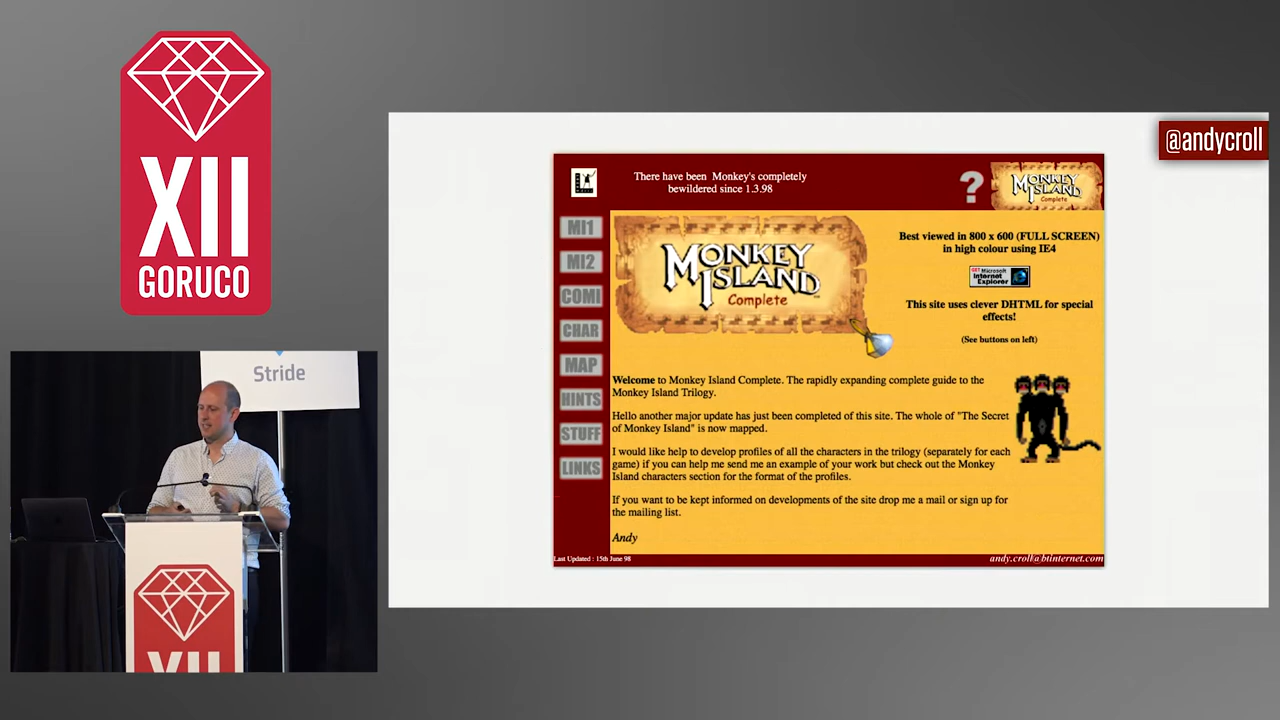 XII
GORUCO
Stride
XII
@andycroll
There have been Monkey's completely
bewildered since 1.3.98
?
MONKEY
ISLAND
Complete
MI1
MI2
COMI
CHAR
MAP
HINTS
STUFF
LINKS
MONKEY
ISLAND
Complete
Best viewed in 800 x 600 (FULL SCREEN)
in high colour using IE4
GET Microsoft
Internet
Explorer
This site uses clever DHTML for special
effects!
(See buttons on left)
Welcome to Monkey Island Complete. The rapidly expanding complete guide to the
Monkey Island Trilogy.
Hello another major update has just been completed of this site. The whole of "The Secret
of Monkey Island" is now mapped.
I would like help to develop profiles of all the characters in the trilogy (separately for each
game) if you can help me send me an example of your work but check out the Monkey
Island characters section for the format of the profiles.
If you want to be kept informed on developments of the site drop me a mail or sign up for
the mailing list.
Andy
Last Updated : 15th June 98
andy.croll@btinternet.com